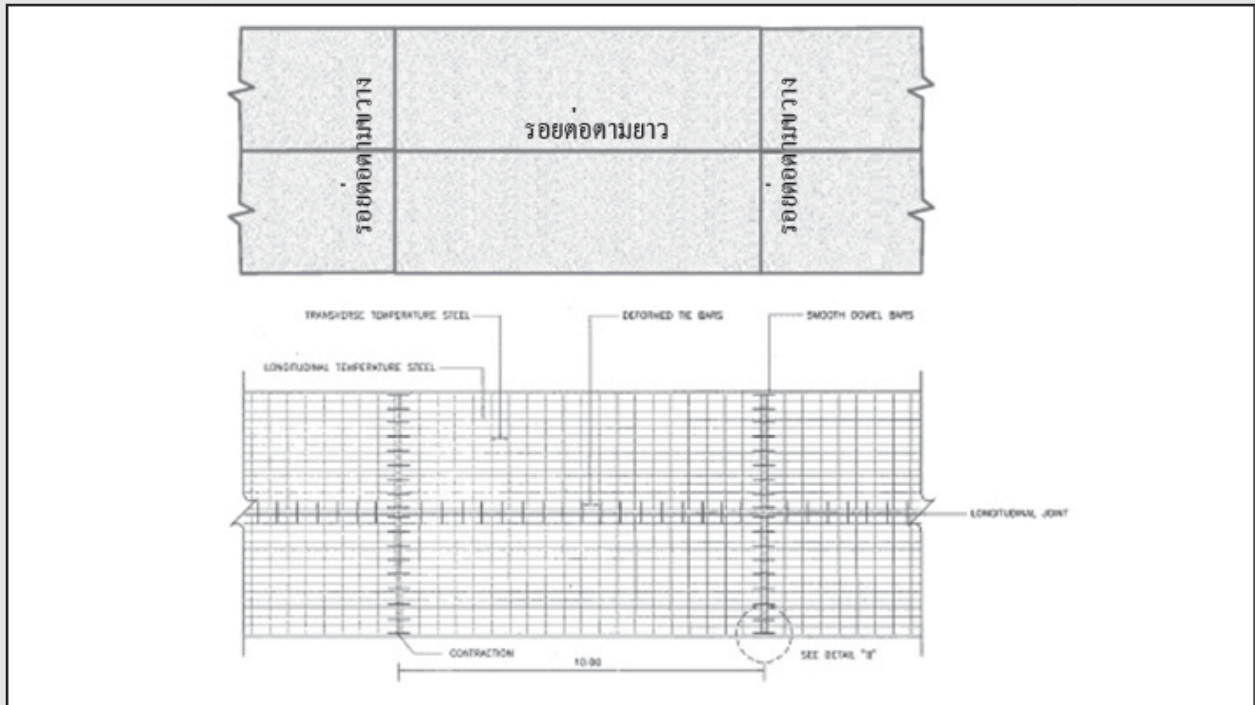 รอยต่อตามขวาง
รอยต่อตามยาว
รอยต่อตามขวาง
TRANSVERSE TEMPERATURE STEEL
DEFORMED TIE BARS
SMOOTH DOWEL BARS
LONGITUDINAL TEMPERATURE STEEL
LONGITUDINAL JOINT
CONTRACTION
10.00
SEE DETAIL "B"